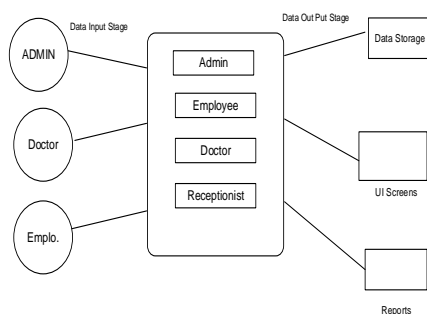 Data Input Stage
Data Out Put Stage
ADMIN
Doctor
Emplo.
Admin
Employee
Doctor
Receptionist
Data Storage
UI Screens
Reports